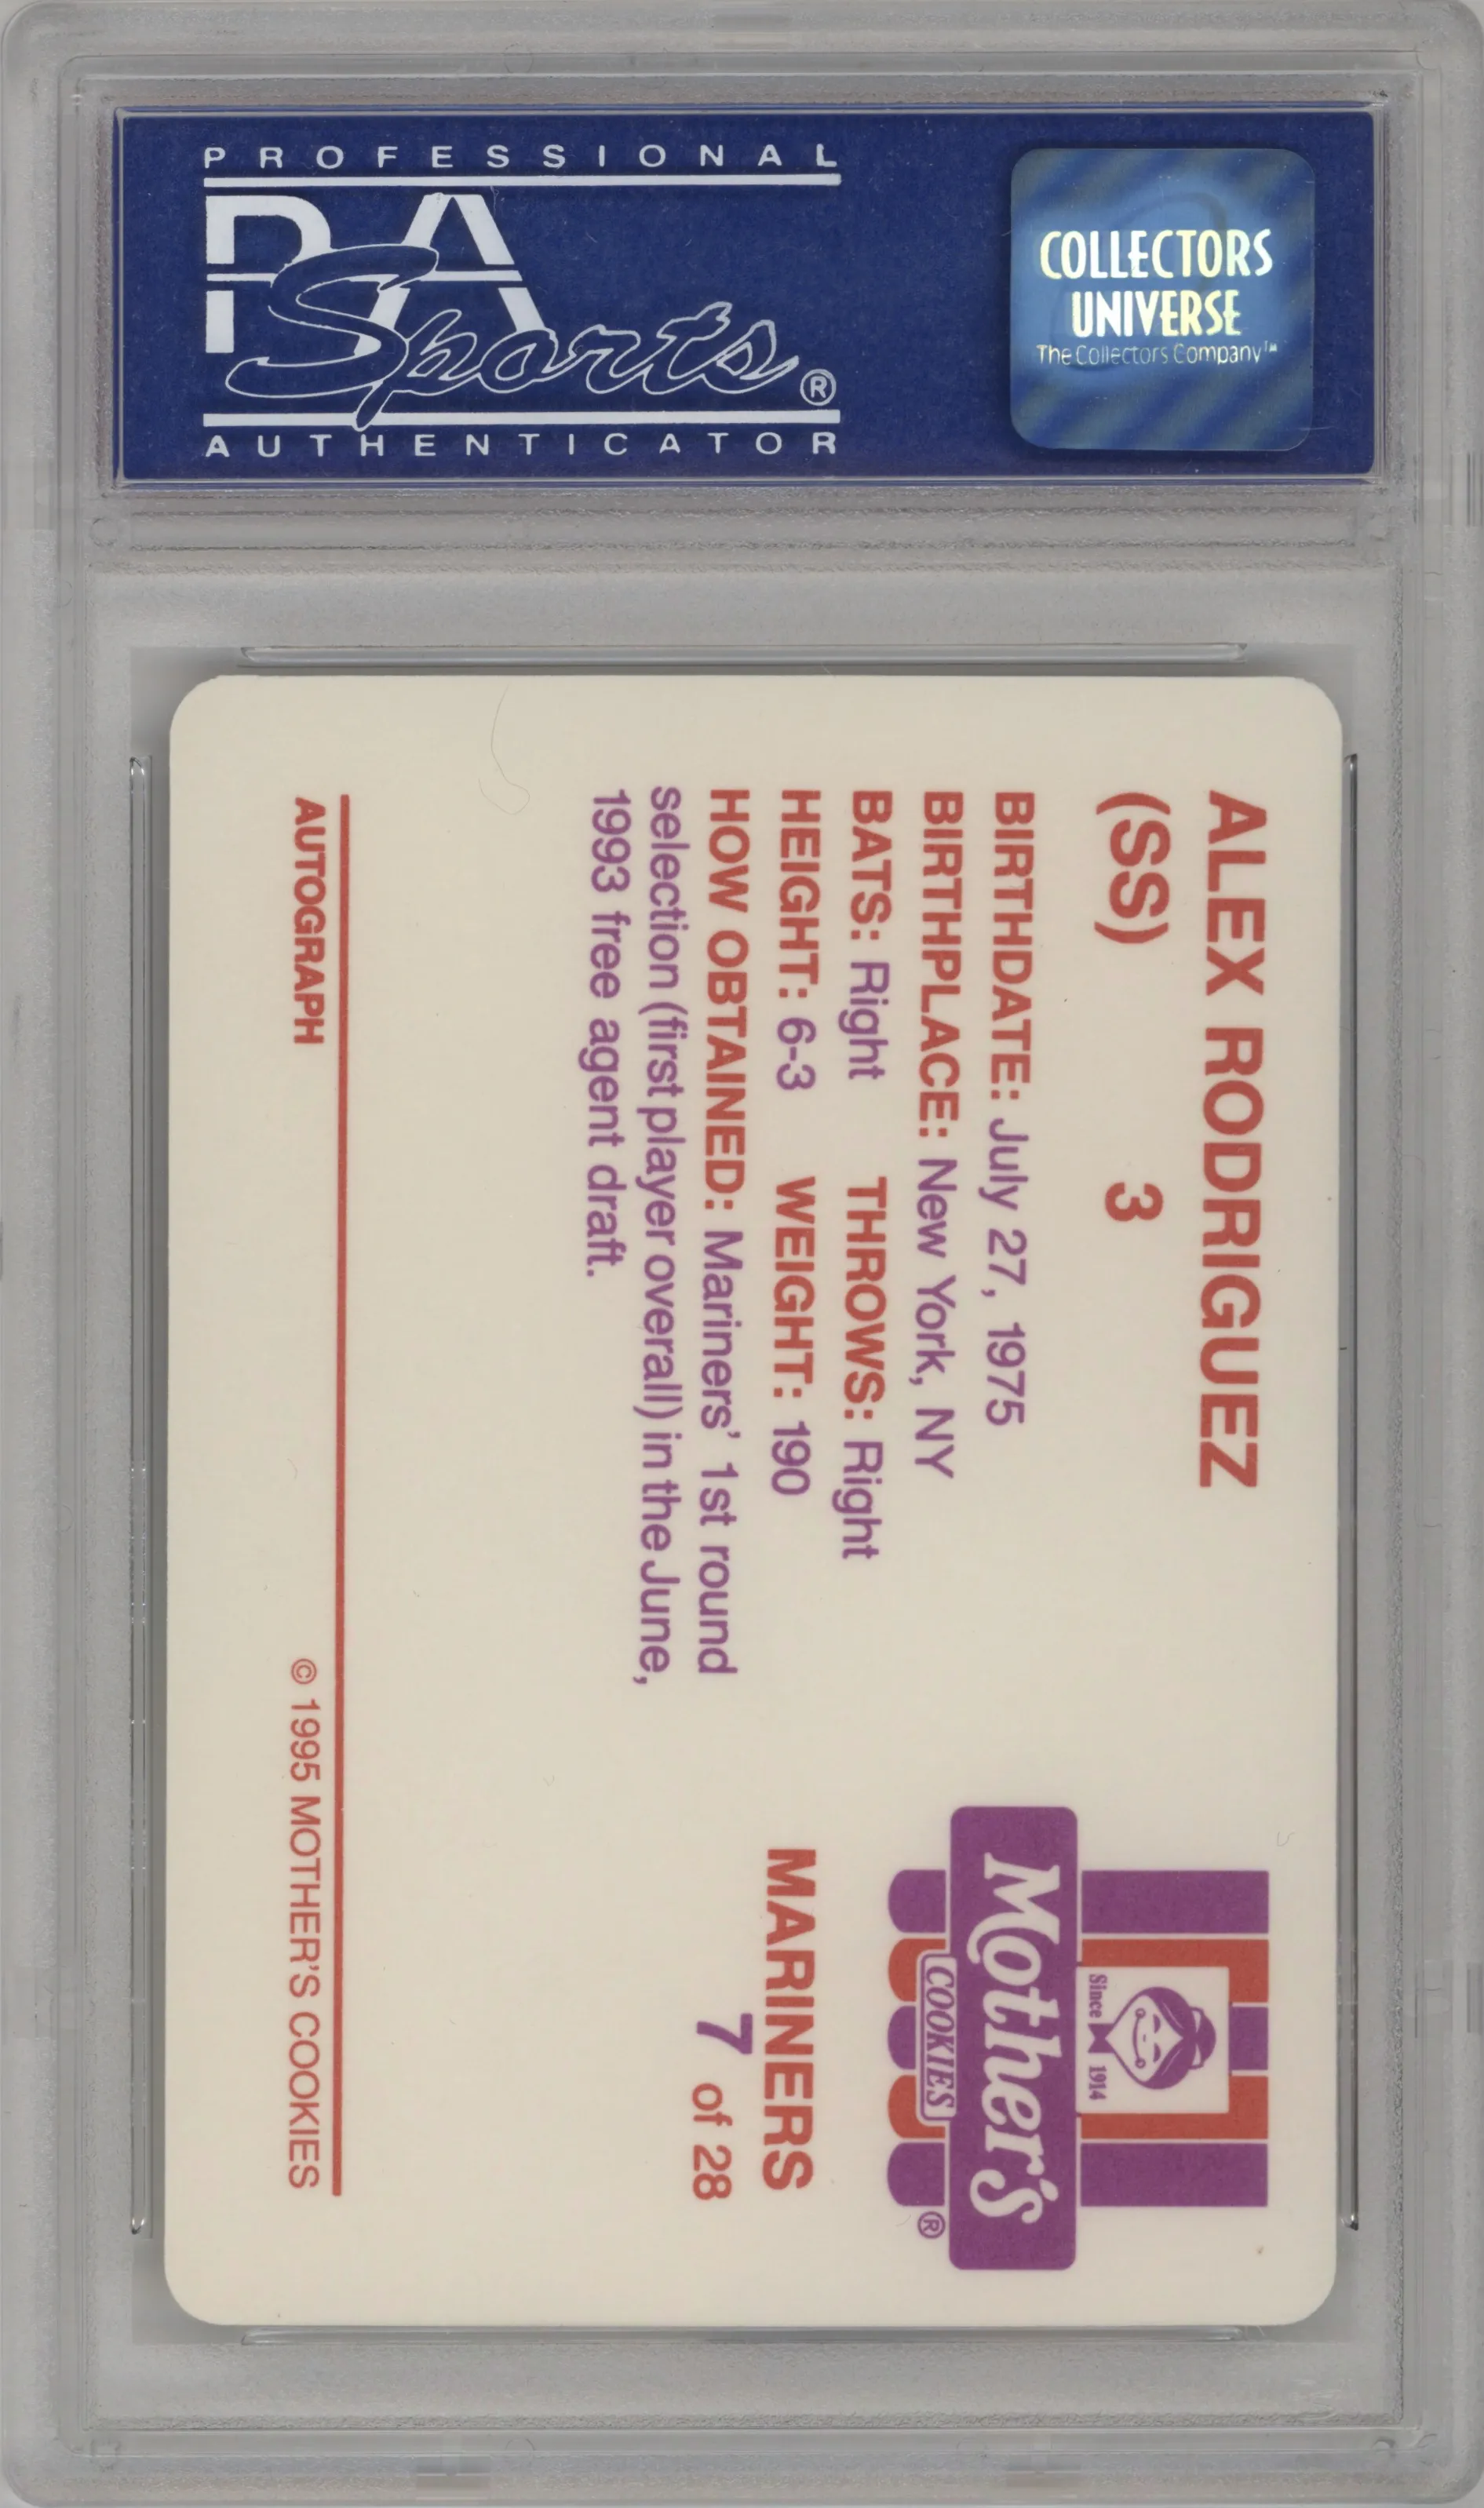 PROFESSIONAL
PSA
Sports®
AUTHENTICATOR
COLLECTORS
UNIVERSE
The Collectors Company™
ALEX RODRIGUEZ
(SS) 3
BIRTHDATE: July 27, 1975
BIRTHPLACE: New York, NY
BATS: Right THROWS: Right
HEIGHT: 6-3 WEIGHT: 190
HOW OBTAINED: Mariners' 1st round
selection (first player overall) in the June,
1993 free agent draft.
Since 1914
Mother's
COOKIES ®
MARINERS
7 of 28
AUTOGRAPH
© 1995 MOTHER'S COOKIES